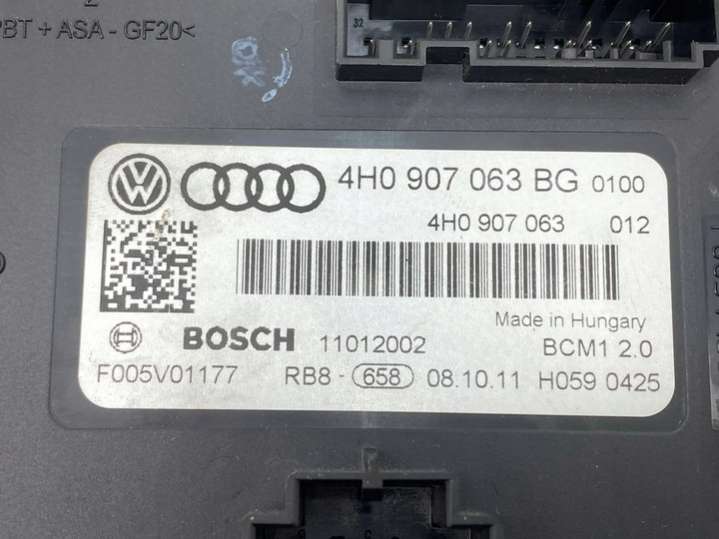 PBT + ASA - GF20<
32
4H0 907 063 BG 0100
4H0 907 063 012
Made in Hungary
BOSCH 11012002 BCM1 2.0
F005V01177 RB8 - 658 08.10.11 H059 0425